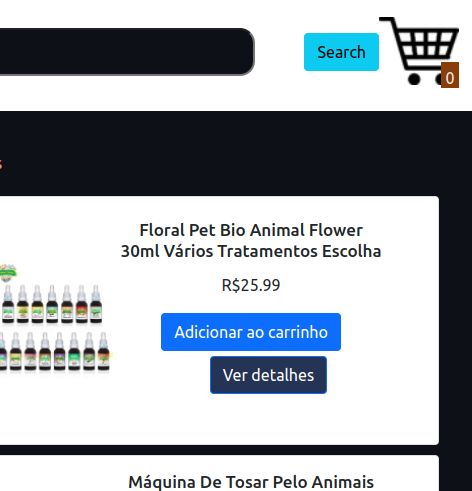 Search
0
s
Floral Pet Bio Animal Flower
30ml Vários Tratamentos Escolha
R$25.99
Adicionar ao carrinho
Ver detalhes
Máquina De Tosar Pelo Animais